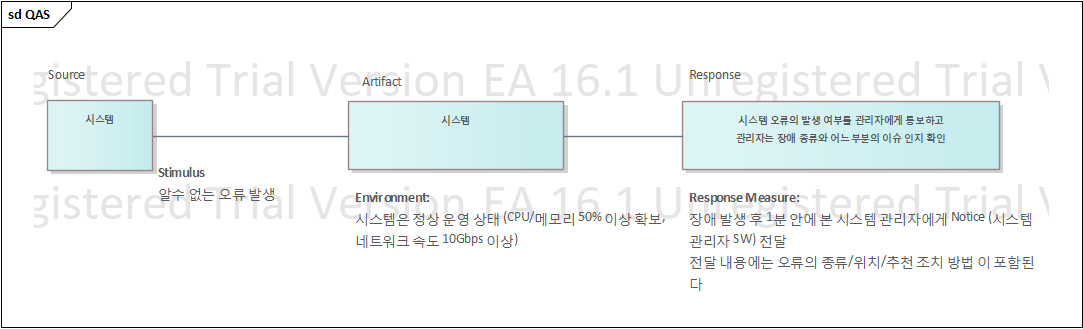 sd QAS
egistered Trial Version EA 16.1 Unregistered Trial V
Source
Artifact
Response
시스템
시스템
시스템 오류의 발생 여부를 관리자에게 통보하고
관리자는 장애 종류와 어느 부분의 이슈 인지 확인
Stimulus
알수 없는 오류 발생
Environment:
시스템은 정상 운영 상태 (CPU/메모리 50% 이상 확보,
네트워크 속도 10Gbps 이상)
Response Measure:
장애 발생 후 1분 안에 본 시스템 관리자에게 Notice (시스템
관리자 SW) 전달
전달 내용에는 오류의 종류/위치/추천 조치 방법 이 포함된
다
egistered Trial Version EA 16.1 Unregistered Trial V